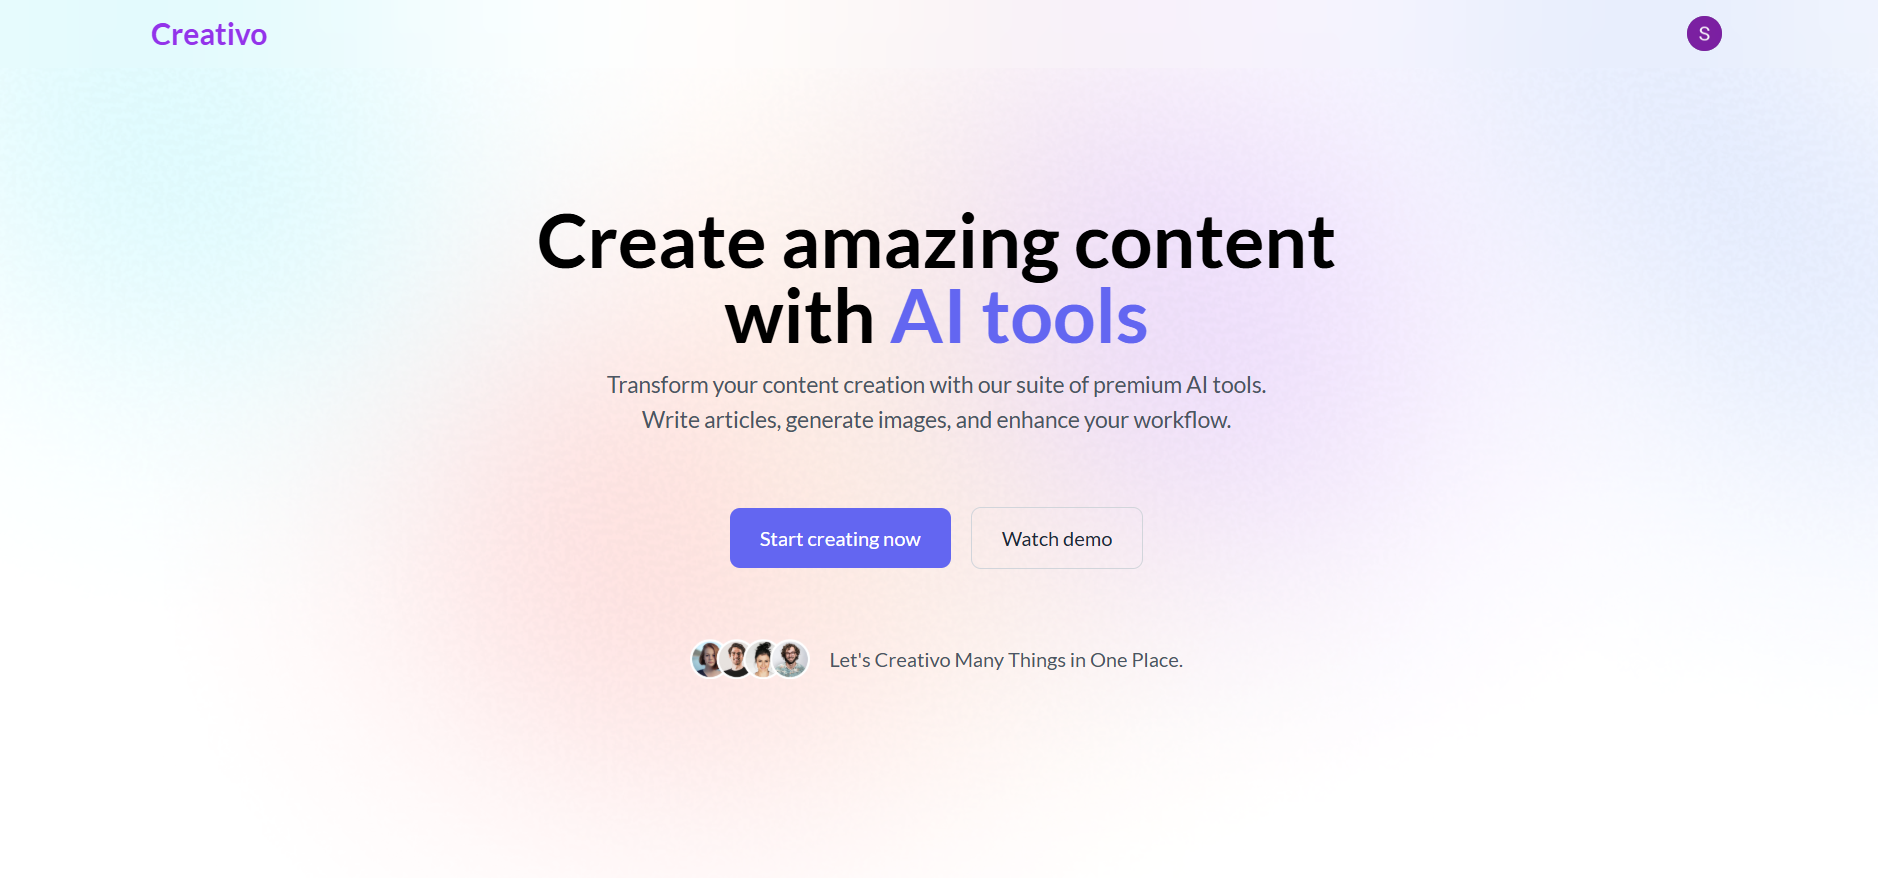 Creativo
S
Create amazing content
with AI tools
Transform your content creation with our suite of premium AI tools.
Write articles, generate images, and enhance your workflow.
Start creating now
Watch demo
Let's Creativo Many Things in One Place.